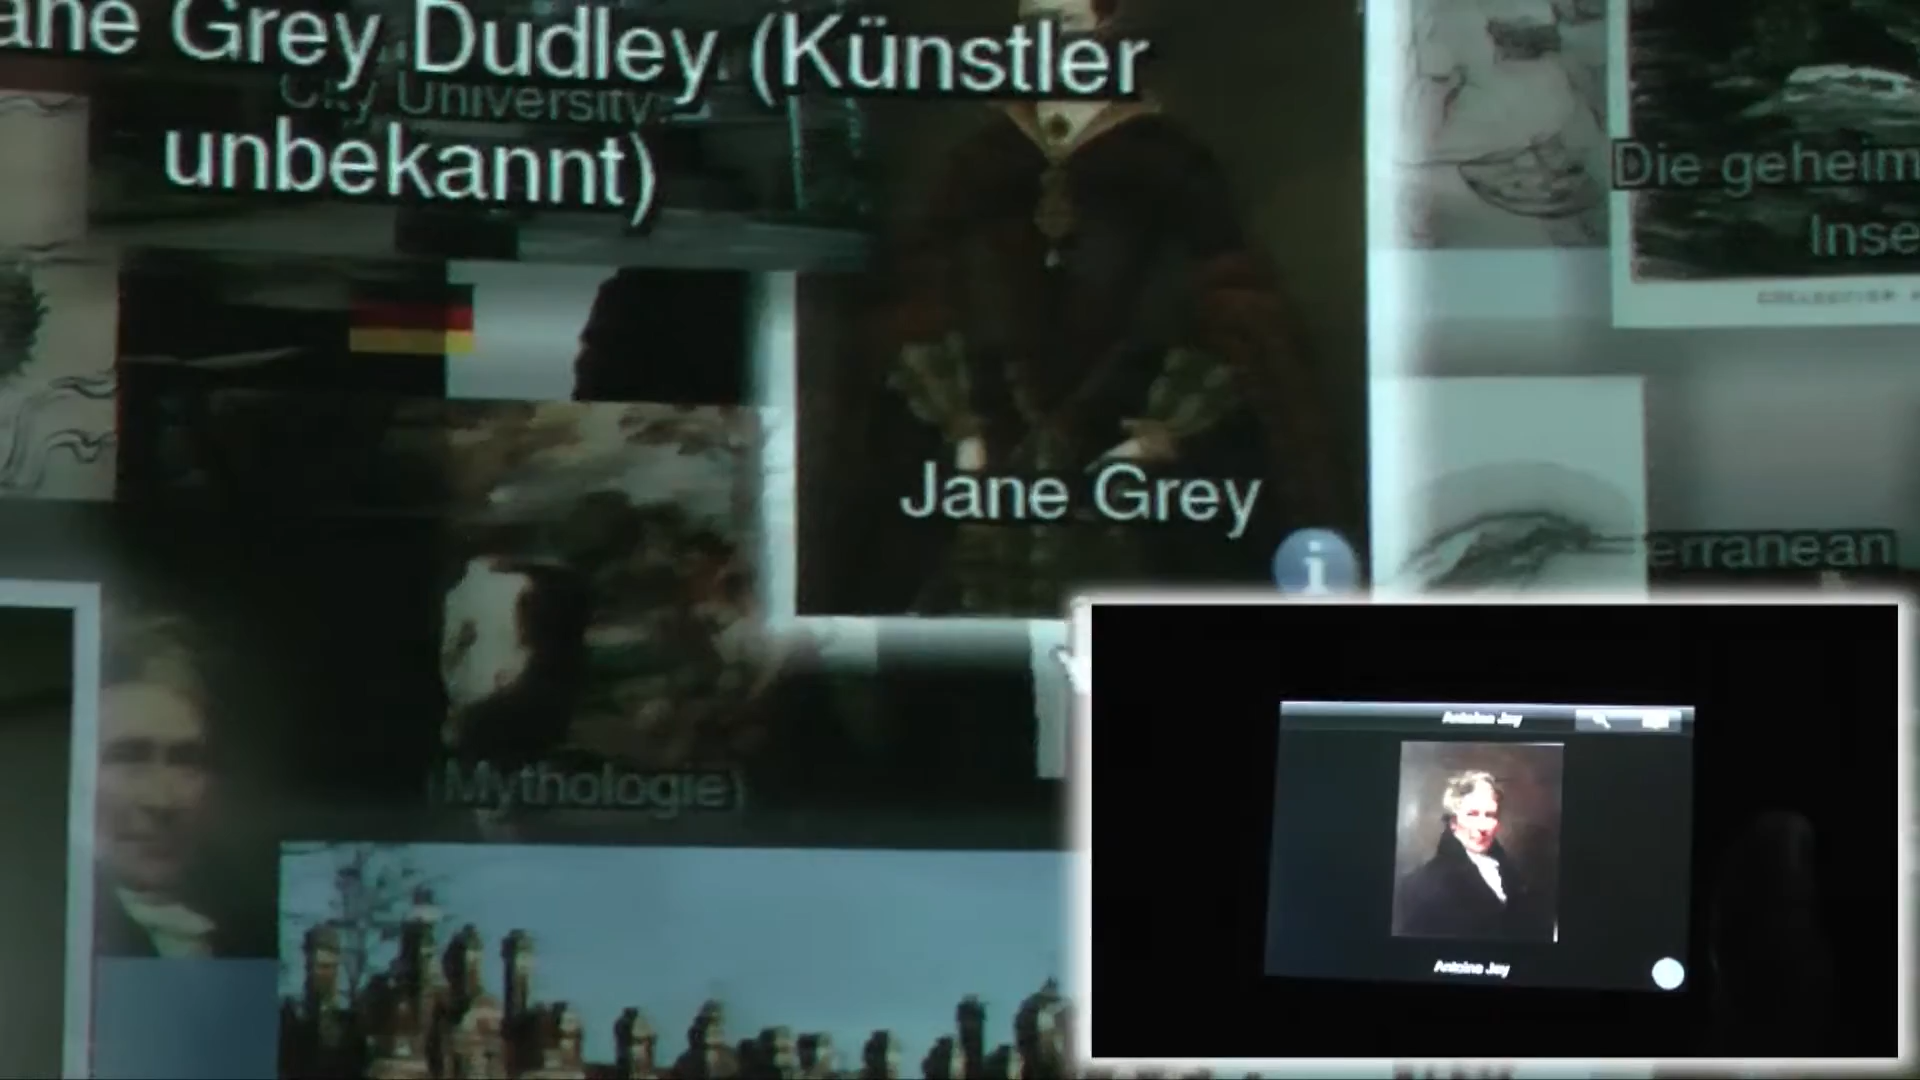 ane Grey Dudley (Künstler
unbekannt)
City University
Die geheim
Inse
Jane Grey
i
erranean
(Mythologie)
Antoine Jay
Antoine Jay